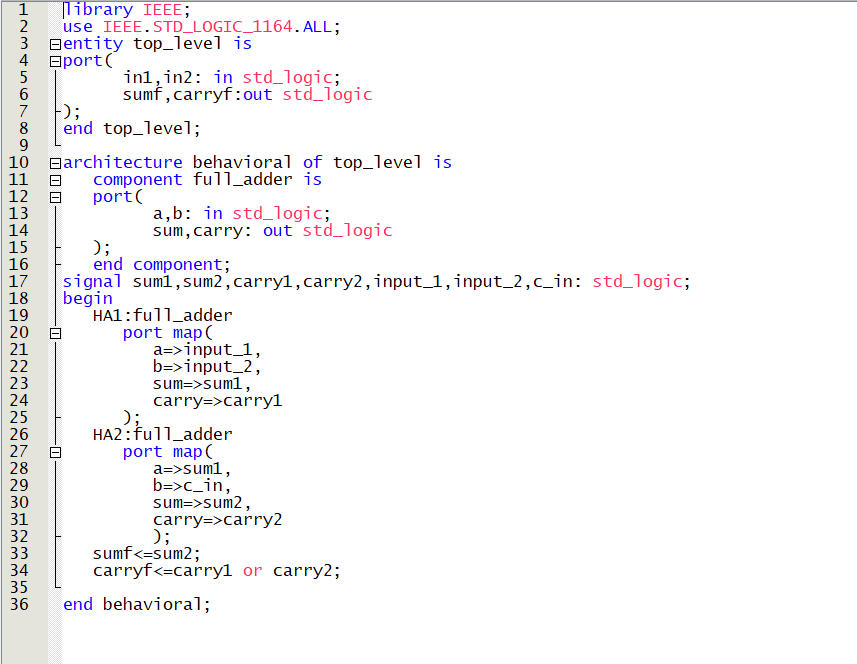 1 library IEEE;
2 use IEEE.STD_LOGIC_1164.ALL;
3 entity top_level is
4 port(
5 in1,in2: in std_logic;
6 sumf,carryf:out std_logic
7 );
8 end top_level;
9
10 architecture behavioral of top_level is
11 component full_adder is
12 port(
13 a,b: in std_logic;
14 sum,carry: out std_logic
15 );
16 end component;
17 signal sum1,sum2,carry1,carry2,input_1,input_2,c_in: std_logic;
18 begin
19 HA1:full_adder
20 port map(
21 a=>input_1,
22 b=>input_2,
23 sum=>sum1,
24 carry=>carry1
25 );
26 HA2:full_adder
27 port map(
28 a=>sum1,
29 b=>c_in,
30 sum=>sum2,
31 carry=>carry2
32 );
33 sumf<=sum2;
34 carryf<=carry1 or carry2;
35
36 end behavioral;